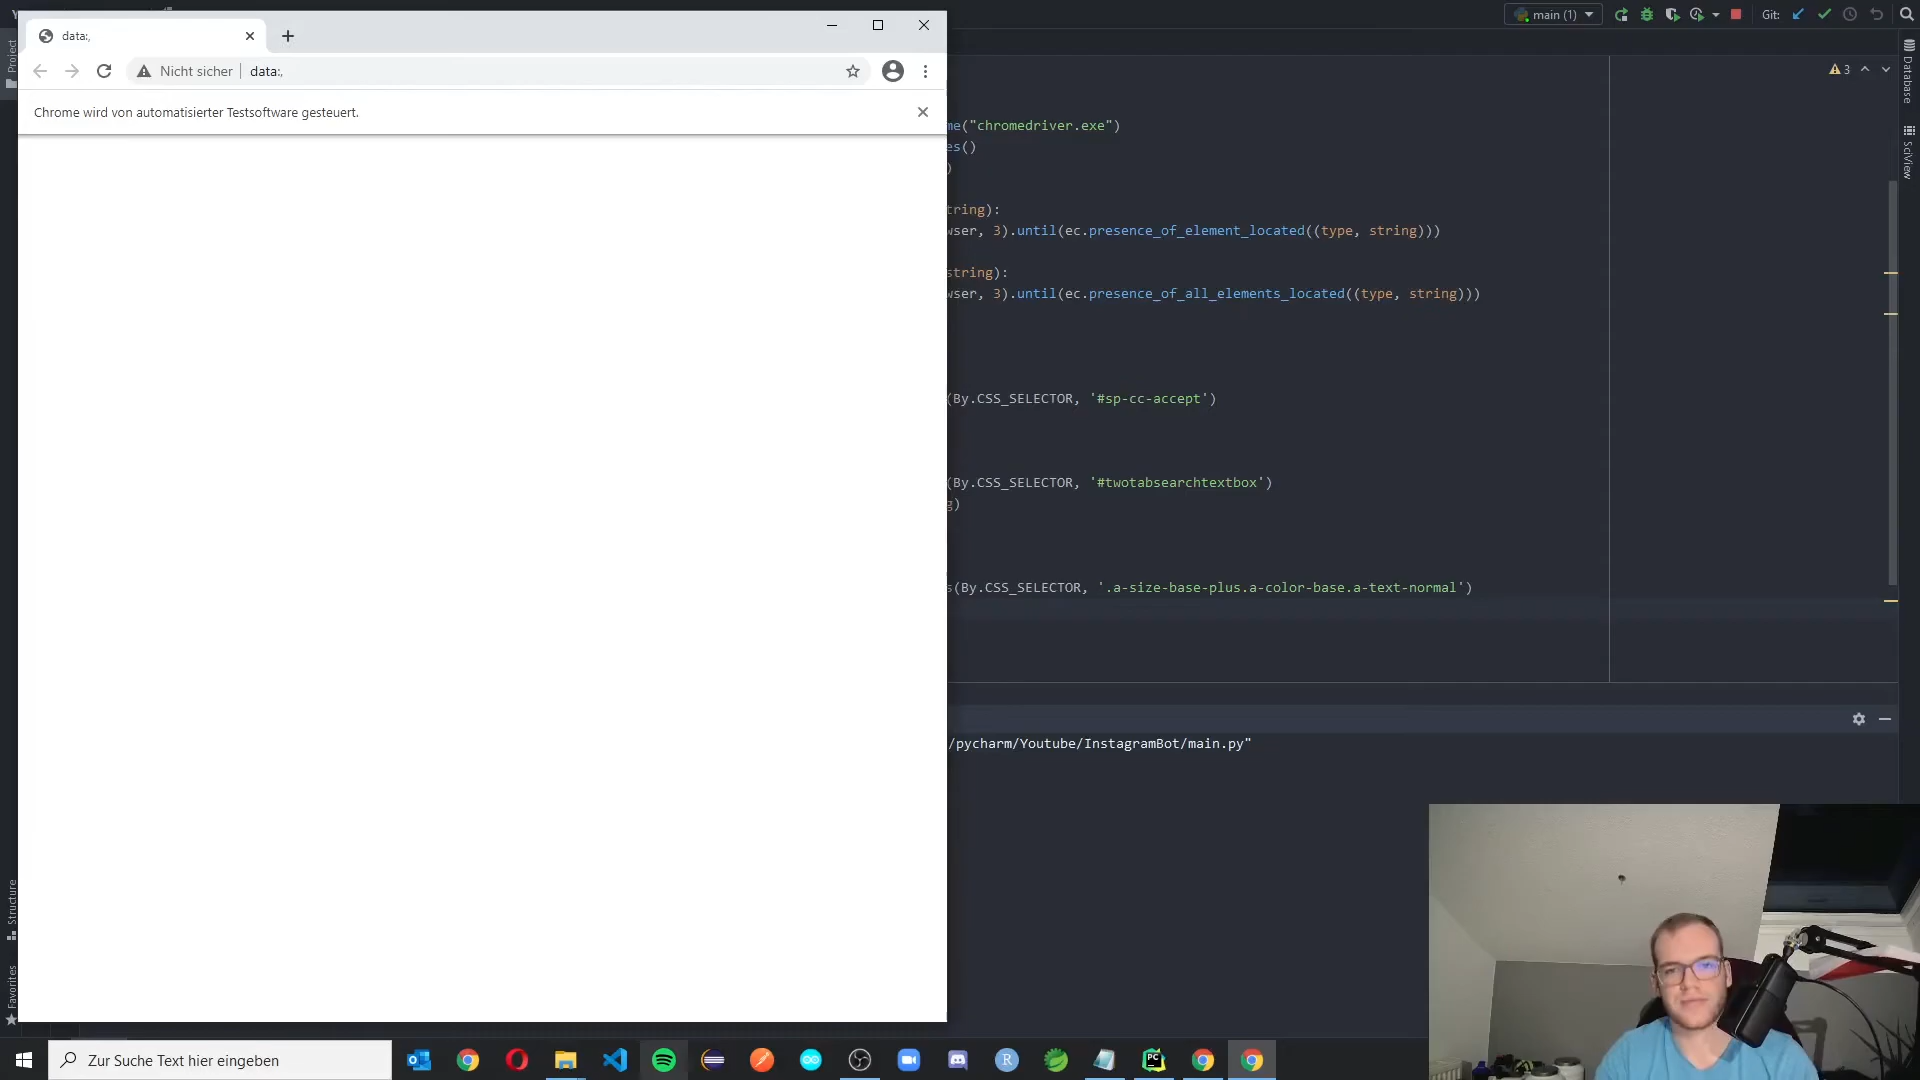 data:,
Nicht sicher
data:,
Chrome wird von automatisierter Testsoftware gesteuert.
main (1)
Git:
3
Project
Database
SciView
me("chromedriver.exe")
es()
)
tring):
wser, 3).until(ec.presence_of_element_located((type, string)))
string):
wser, 3).until(ec.presence_of_all_elements_located((type, string)))
(By.CSS_SELECTOR, '#sp-cc-accept')
(By.CSS_SELECTOR, '#twotabsearchtextbox')
g)
s(By.CSS_SELECTOR, '.a-size-base-plus.a-color-base.a-text-normal')
/pycharm/Youtube/InstagramBot/main.py"
Structure
Favorites
Zur Suche Text hier eingeben